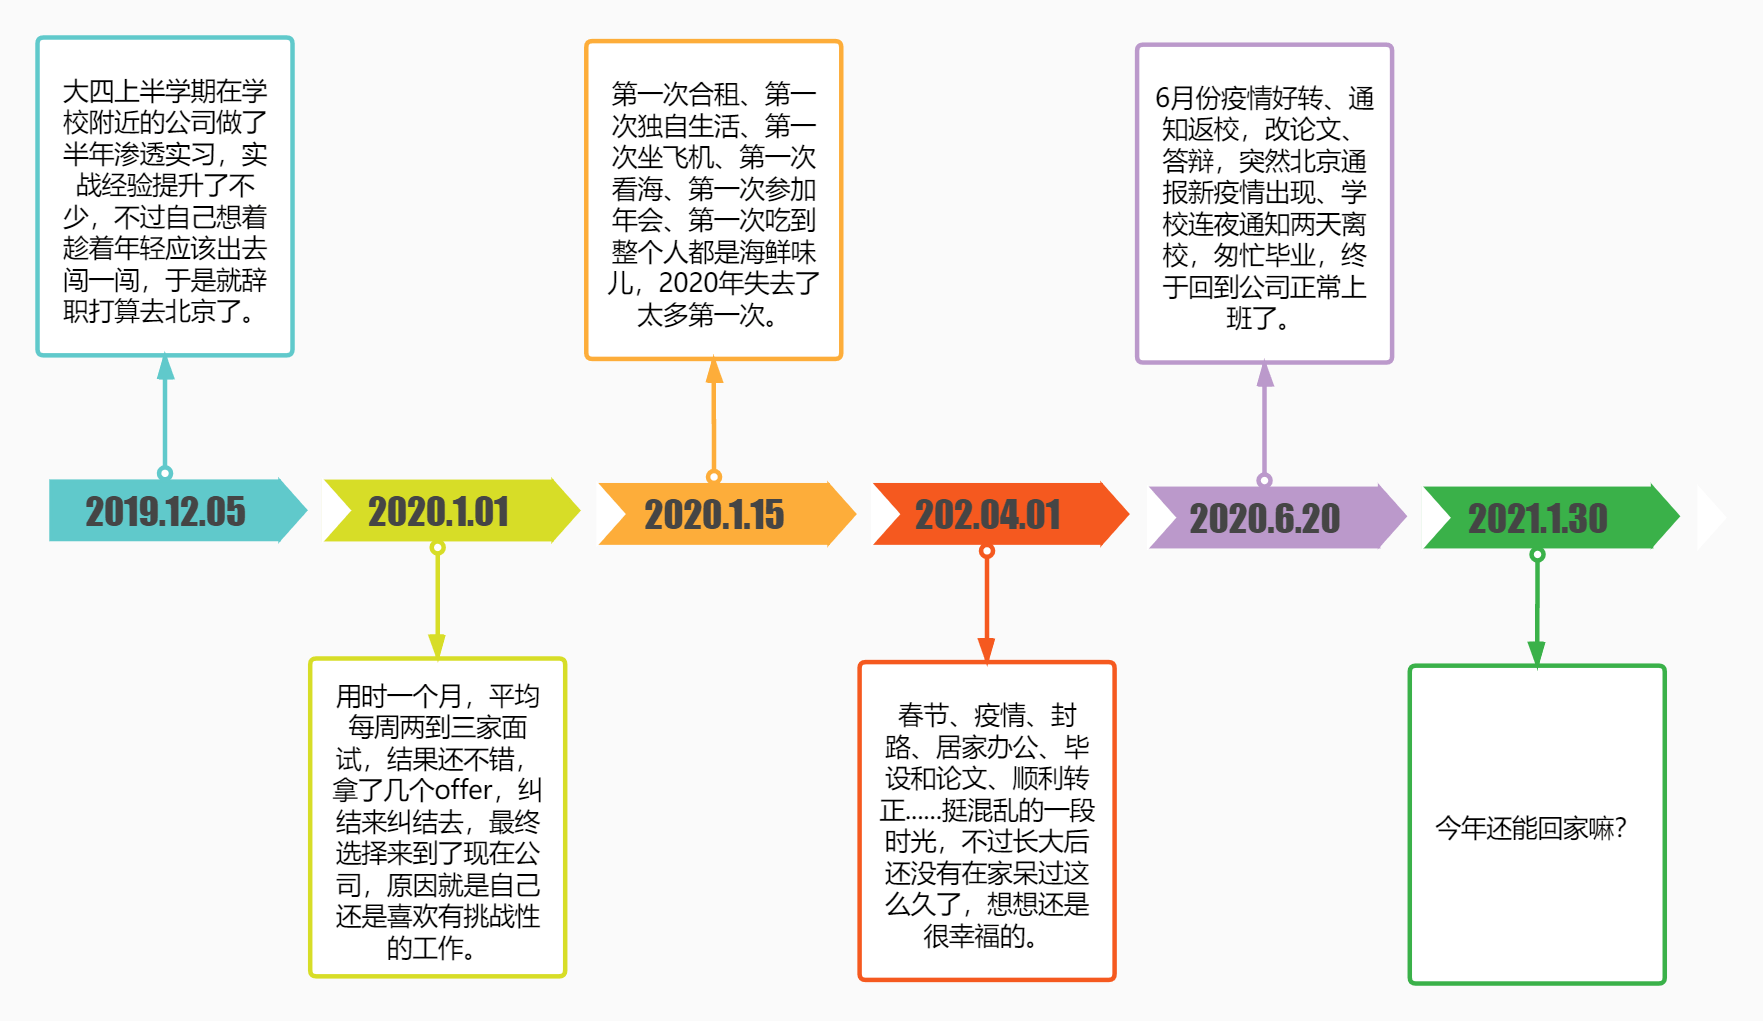 大四上半学期在学
校附近的公司做了
半年渗透实习，实
战经验提升了不
少，不过自己想着
趁着年轻应该出去
闯一闯，于是就辞
职打算去北京了。
第一次合租、第一
次独自生活、第一
次坐飞机、第一次
看海、第一次参加
年会、第一次吃到
整个人都是海鲜味
儿，2020年失去了
太多第一次。
6月份疫情好转、通
知返校，改论文、
答辩，突然北京通
报新疫情出现、学
校连夜通知两天离
校，匆忙毕业，终
于回到公司正常上
班了。
2019.12.05
2020.1.01
2020.1.15
202.04.01
2020.6.20
2021.1.30
用时一个月，平均
每周两到三家面
试，结果还不错，
拿了几个offer，纠
结来纠结去，最终
选择来到了现在公
司，原因就是自己
还是喜欢有挑战性
的工作。
春节、疫情、封
路、居家办公、毕
设和论文、顺利转
正......挺混乱的一段
时光，不过长大后
还没有在家呆过这
么久了，想想还是
很幸福的。
今年还能回家嘛？